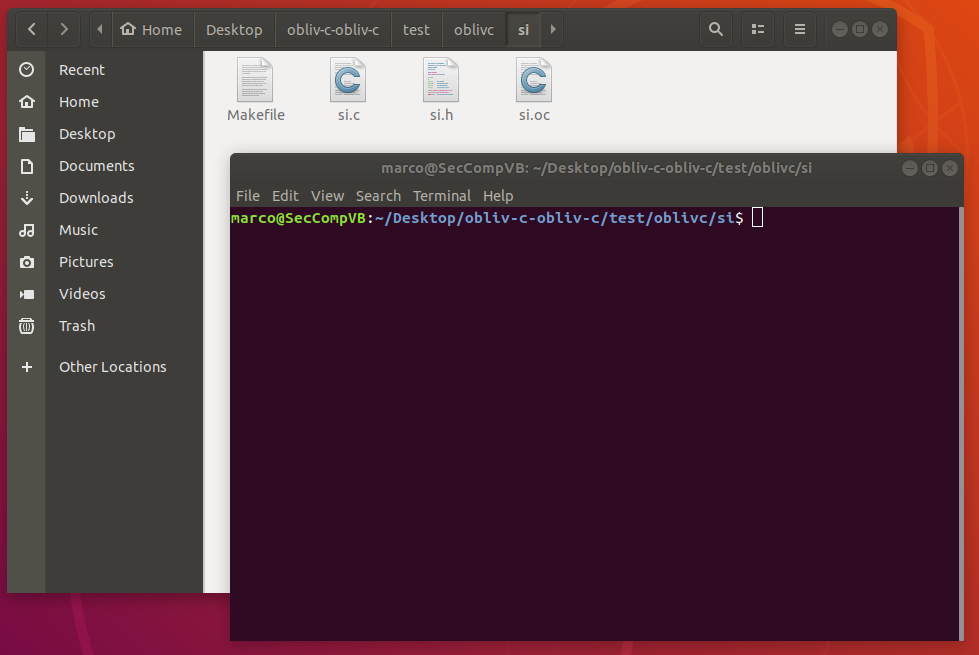 Home Desktop obliv-c-obliv-c test oblivc si
Recent
Home
Desktop
Documents
Downloads
Music
Pictures
Videos
Trash
Other Locations
Makefile si.c si.h si.oc
marco@SecCompVB: ~/Desktop/obliv-c-obliv-c/test/oblivc/si
File Edit View Search Terminal Help
marco@SecCompVB:~/Desktop/obliv-c-obliv-c/test/oblivc/si$